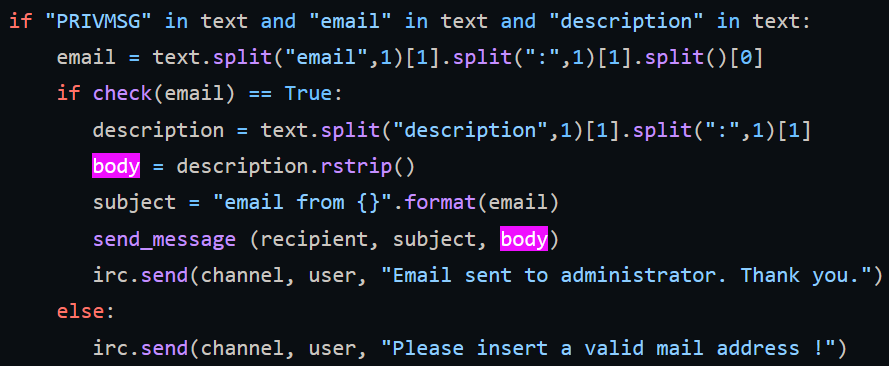 if "PRIVMSG" in text and "email" in text and "description" in text:
    email = text.split("email",1)[1].split(":",1)[1].split()[0]
    if check(email) == True:
        description = text.split("description",1)[1].split(":",1)[1]
        body = description.rstrip()
        subject = "email from {}".format(email)
        send_message (recipient, subject, body)
        irc.send(channel, user, "Email sent to administrator. Thank you.")
    else:
        irc.send(channel, user, "Please insert a valid mail address !")